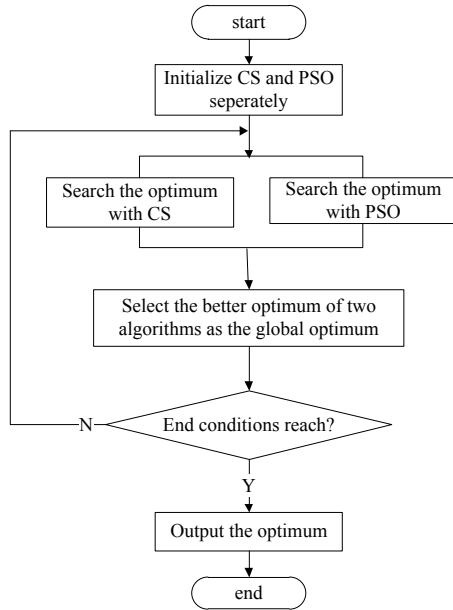 start
Initialize CS and PSO
seperately
Search the optimum
with CS
Search the optimum
with PSO
Select the better optimum of two
algorithms as the global optimum
N
End conditions reach?
Y
Output the optimum
end